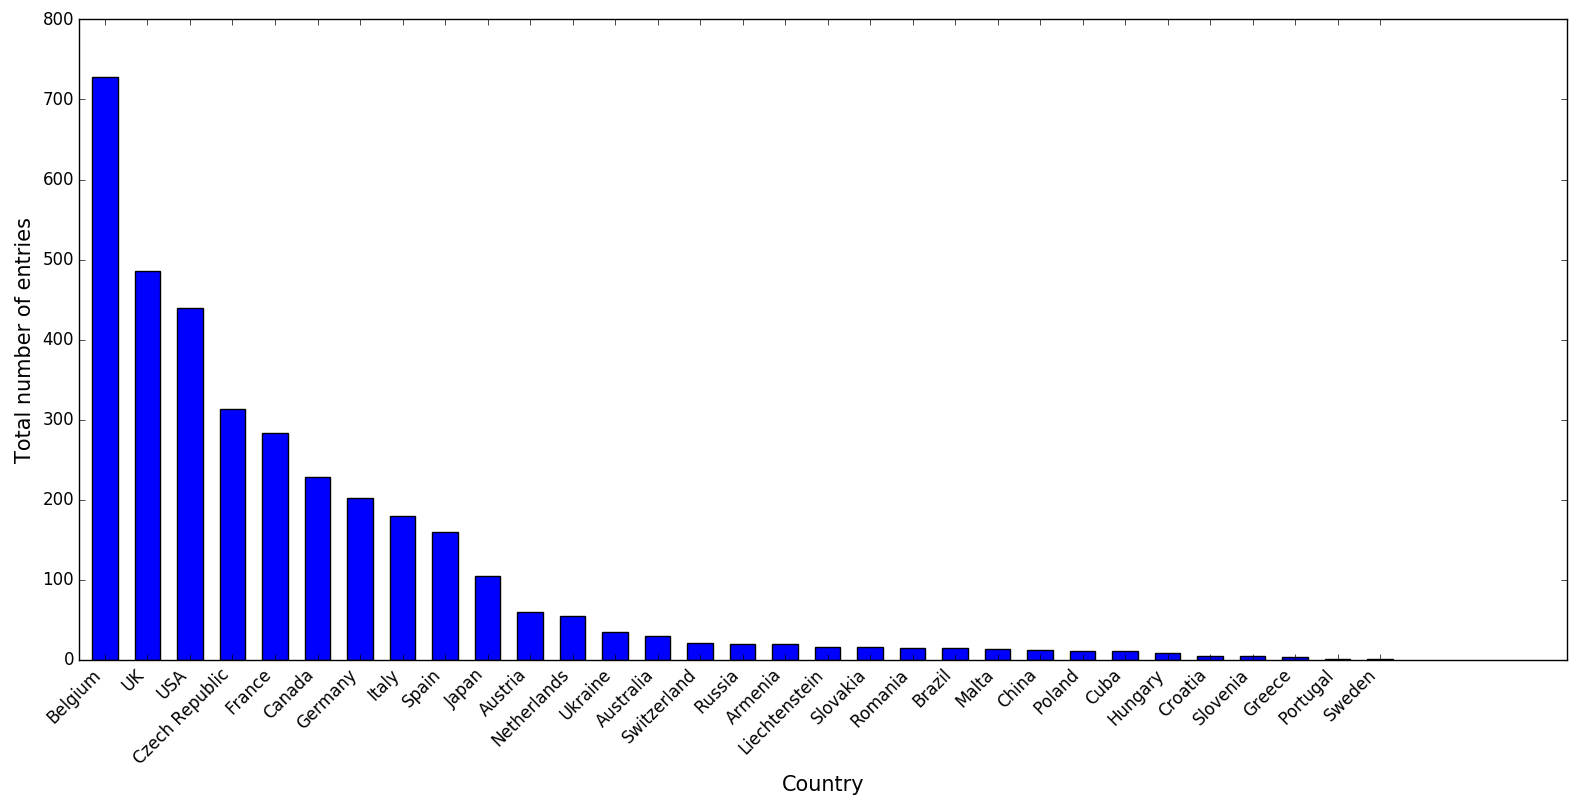 800
700
600
500
400
300
200
100
0
Total number of entries
Belgium
UK
USA
Czech Republic
France
Canada
Germany
Italy
Spain
Japan
Austria
Netherlands
Ukraine
Australia
Switzerland
Russia
Armenia
Liechtenstein
Slovakia
Romania
Brazil
Malta
China
Poland
Cuba
Hungary
Croatia
Slovenia
Greece
Portugal
Sweden
Country